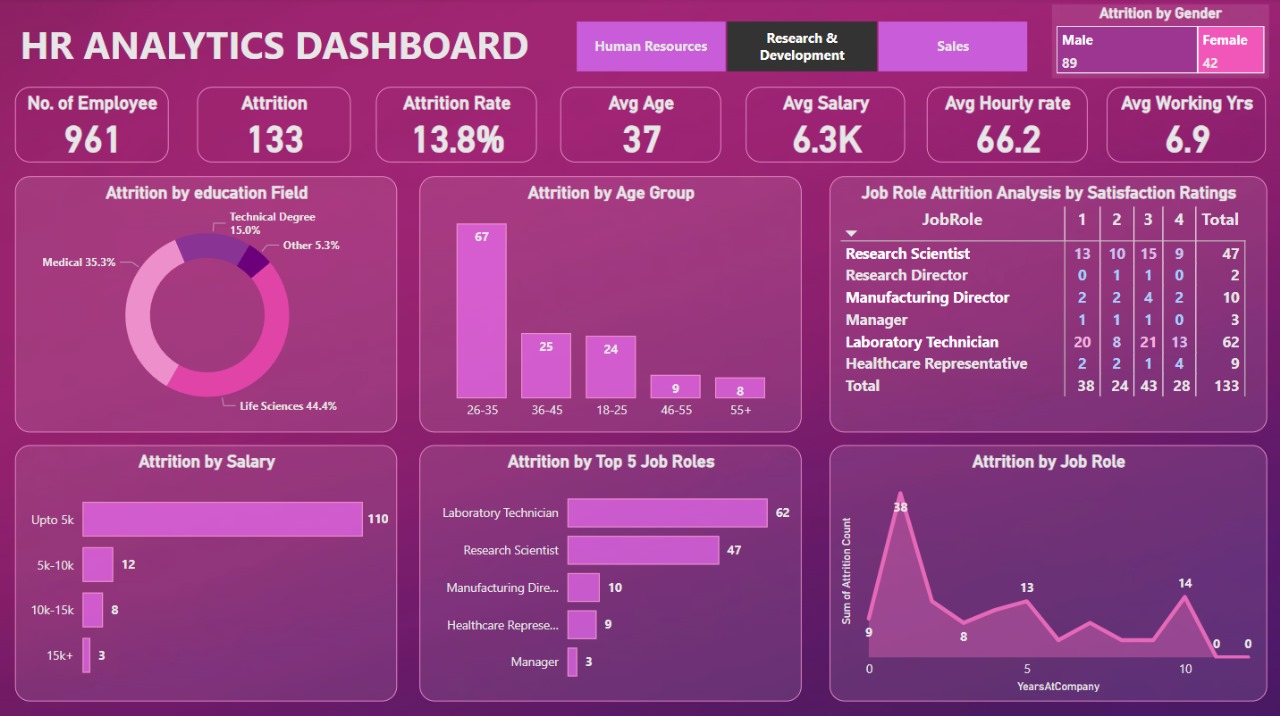 HR ANALYTICS DASHBOARD
Human Resources
Research &
Development
Sales
Attrition by Gender
Male
89
Female
42
No. of Employee
961
Attrition
133
Attrition Rate
13.8%
Avg Age
37
Avg Salary
6.3K
Avg Hourly rate
66.2
Avg Working Yrs
6.9
Attrition by education Field
Technical Degree
15.0%
Other 5.3%
Medical 35.3%
Life Sciences 44.4%
Attrition by Age Group
67
25
24
9
8
26-35 36-45 18-25 46-55 55+
Job Role Attrition Analysis by Satisfaction Ratings
JobRole 1 2 3 4 Total
Research Scientist 13 10 15 9 47
Research Director 0 1 1 0 2
Manufacturing Director 2 2 4 2 10
Manager 1 1 1 0 3
Laboratory Technician 20 8 21 13 62
Healthcare Representative 2 2 1 4 9
Total 38 24 43 28 133
Attrition by Salary
Upto 5k 110
5k-10k 12
10k-15k 8
15k+ 3
Attrition by Top 5 Job Roles
Laboratory Technician 62
Research Scientist 47
Manufacturing Dire... 10
Healthcare Represe... 9
Manager 3
Attrition by Job Role
Sum of Attrition Count
9
38
8
13
14
0
0
0 5 10
YearsAtCompany